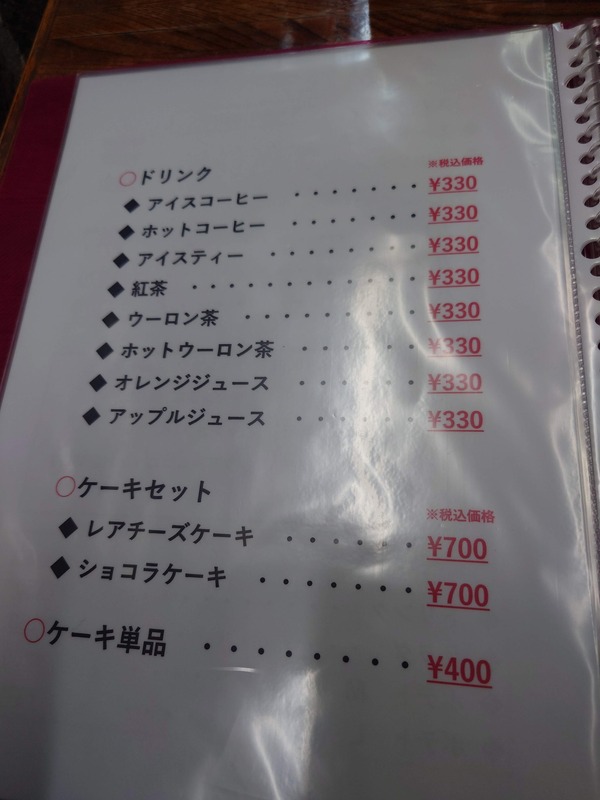 ○ドリンク ※税込価格
◆ アイスコーヒー ・・・・・・・ ¥330
◆ ホットコーヒー ・・・・・・・ ¥330
◆ アイスティー ・・・・・・・・ ¥330
◆ 紅茶 ・・・・・・・・・・・・ ¥330
◆ ウーロン茶 ・・・・・・・・・ ¥330
◆ ホットウーロン茶 ・・・・・・・ ¥330
◆ オレンジジュース ・・・・・・ ¥330
◆ アップルジュース ・・・・・・ ¥330
○ケーキセット ※税込価格
◆ レアチーズケーキ ・・・・・・ ¥700
◆ ショコラケーキ ・・・・・・・ ¥700
○ケーキ単品 ・・・・・・・・ ¥400